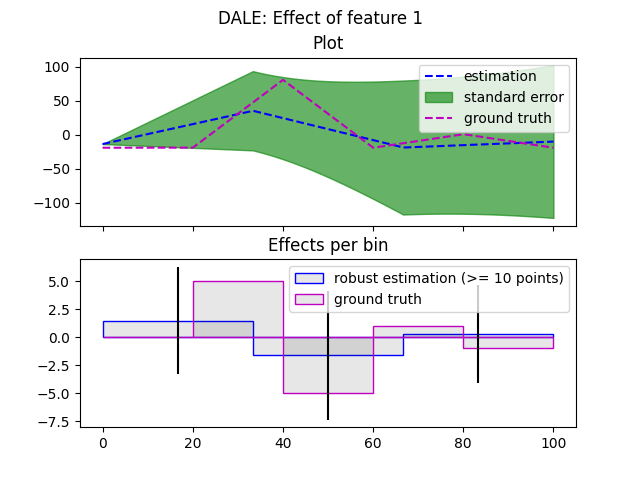 DALE: Effect of feature 1
Plot
100
50
0
−50
−100
estimation
standard error
ground truth
Effects per bin
5.0
2.5
0.0
−2.5
−5.0
−7.5
robust estimation (>= 10 points)
ground truth
0 20 40 60 80 100